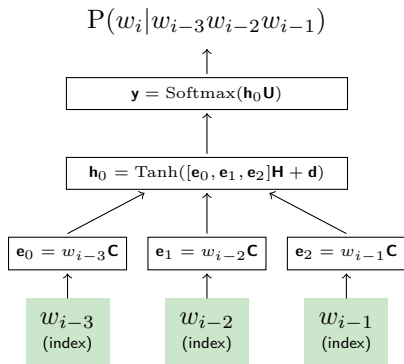 P(w_i|w_{i−3}w_{i−2}w_{i−1})
y = Softmax(h_0U)
h_0 = Tanh([e_0, e_1, e_2]H + d)
e_0 = w_{i−3}C e_1 = w_{i−2}C e_2 = w_{i−1}C
w_{i−3} w_{i−2} w_{i−1}
(index) (index) (index)